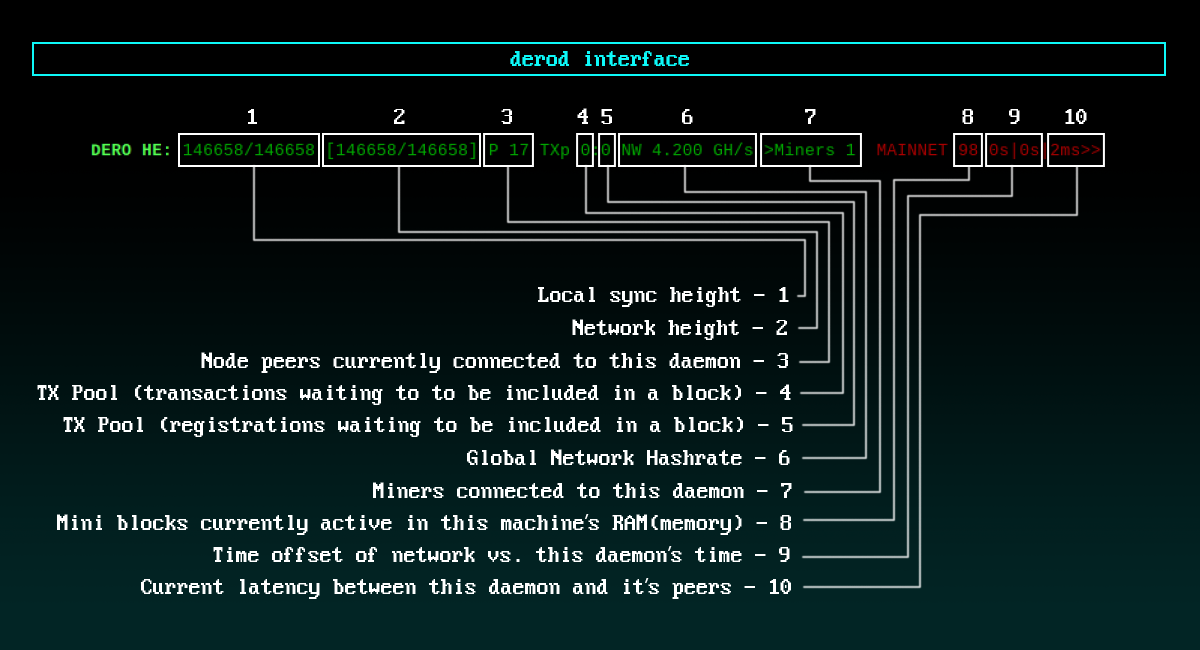 derod interface
1 2 3 4 5 6 7 8 9 10
DERO HE: 146658/146658 [146658/146658] P 17 TXp 0:0 NW 4.200 GH/s >Miners 1 MAINNET 98 0s|0s|2ms>>
Local sync height - 1
Network height - 2
Node peers currently connected to this daemon - 3
TX Pool (transactions waiting to to be included in a block) - 4
TX Pool (registrations waiting to be included in a block) - 5
Global Network Hashrate - 6
Miners connected to this daemon - 7
Mini blocks currently active in this machine's RAM(memory) - 8
Time offset of network vs. this daemon's time - 9
Current latency between this daemon and it's peers - 10